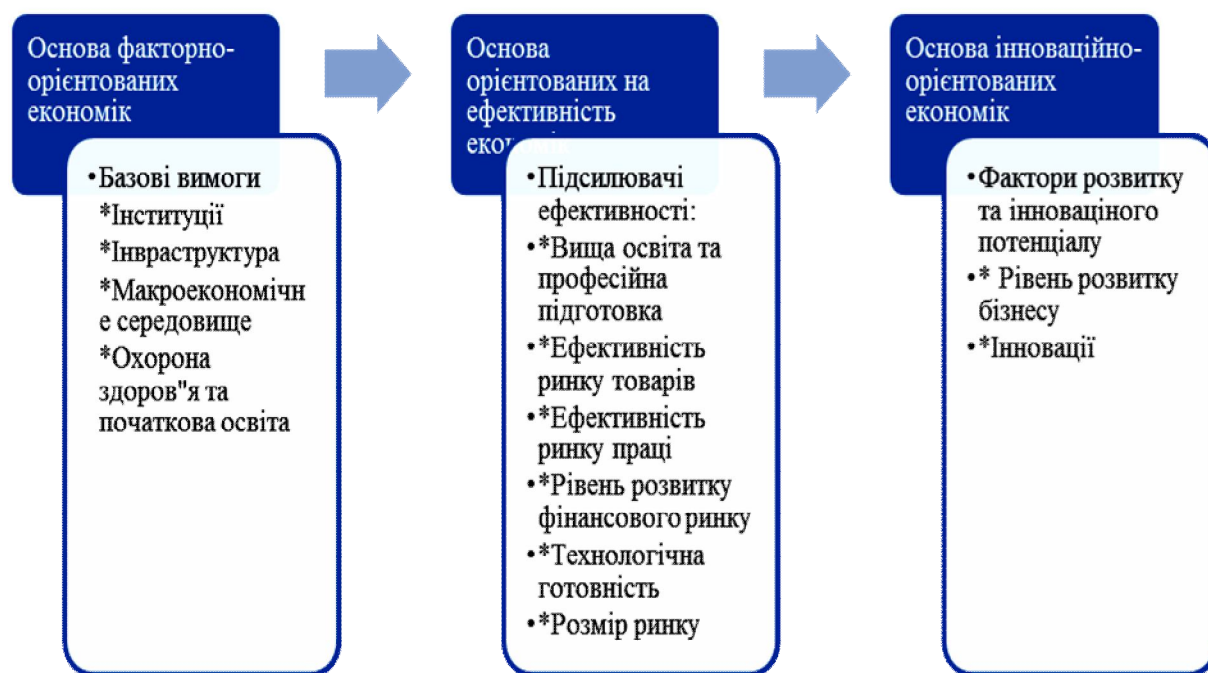 Основа факторно-
орієнтованих
економік
•Базові вимоги
*Інституції
*Інвраструктура
*Макроекономічн
е середовище
*Охорона
здоров"я та
початкова освіта
Основа
орієнтованих на
ефективність
економік
•Підсилювачі
ефективності:
•*Вища освіта та
професійна
підготовка
•*Ефективність
ринку товарів
•*Ефективність
ринку праці
•*Рівень розвитку
фінансового ринку
•*Технологічна
готовність
•*Розмір ринку
Основа інноваційно-
орієнтованих
економік
•Фактори розвитку
та інноваціного
потенціалу
•* Рівень розвитку
бізнесу
•*Інновації